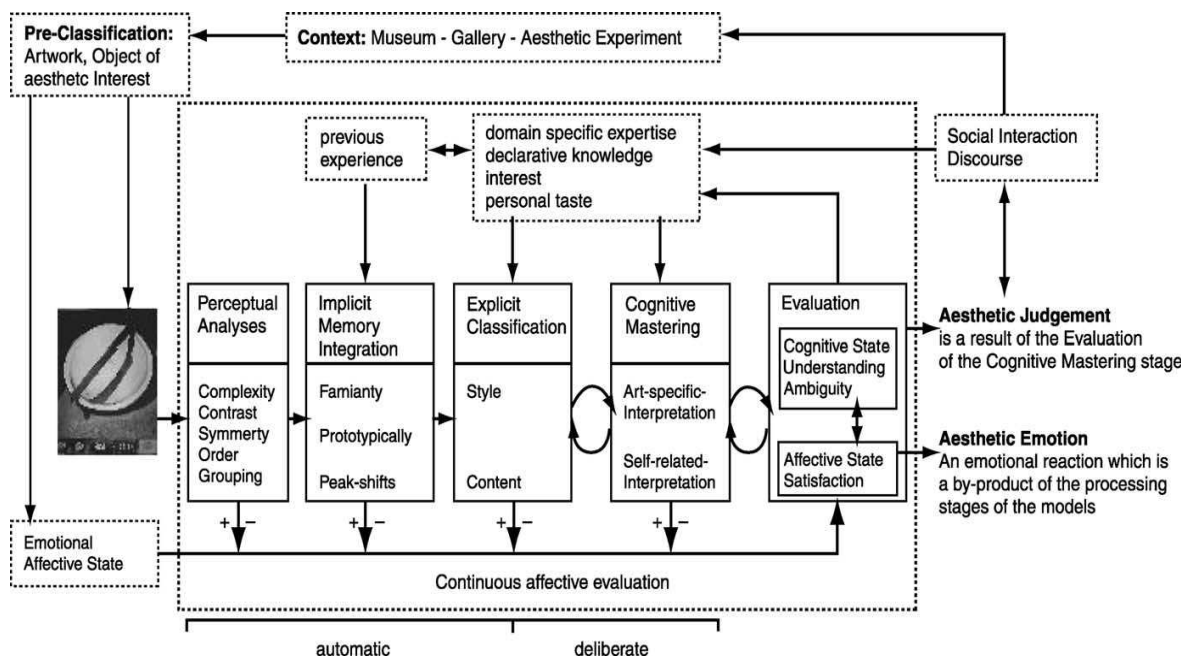 Pre-Classification:
Artwork, Object of
aesthetc Interest
Context: Museum - Gallery - Aesthetic Experiment
previous
experience
domain specific expertise
declarative knowledge
interest
personal taste
Social Interaction
Discourse
Perceptual
Analyses
Complexity
Contrast
Symmerty
Order
Grouping
Implicit
Memory
Integration
Famianty
Prototypically
Peak-shifts
Explicit
Classification
Style
Content
Cognitive
Mastering
Art-specific-
Interpretation
Self-related-
Interpretation
Evaluation
Cognitive State
Understanding
Ambiguity
Affective State
Satisfaction
Aesthetic Judgement
is a result of the Evaluation
of the Cognitive Mastering stage
Aesthetic Emotion
An emotional reaction which is
a by-product of the processing
stages of the models
+ − + − + − + −
Emotional
Affective State
Continuous affective evaluation
automatic
deliberate